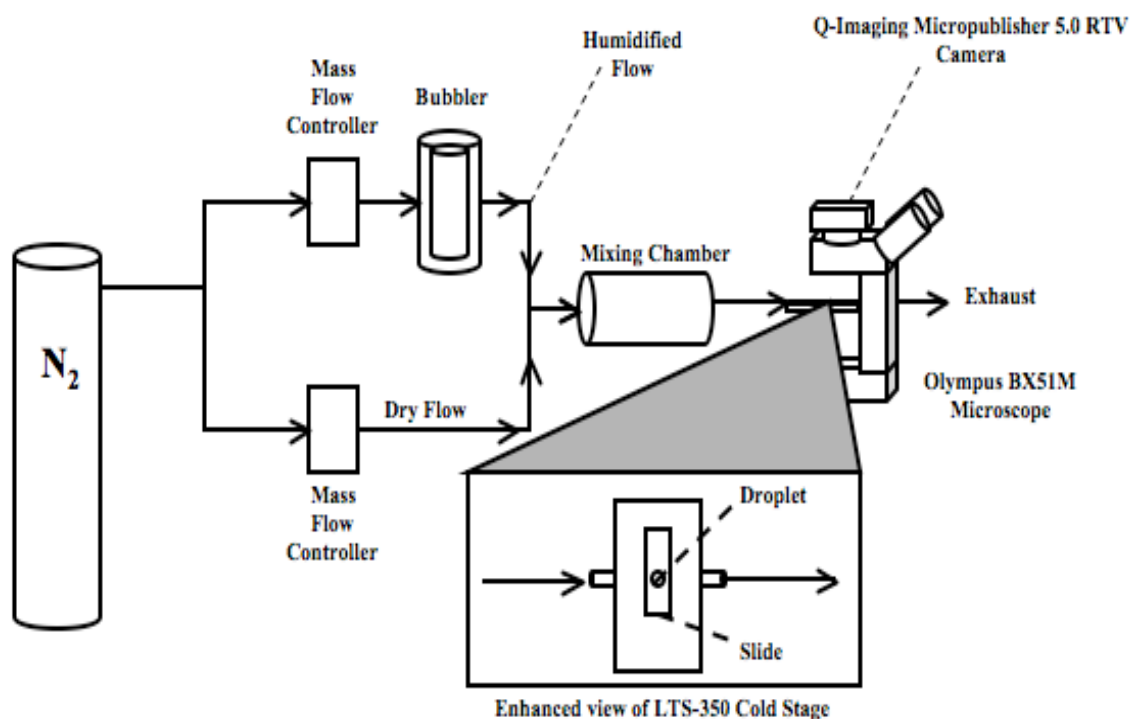 Q-Imaging Micropublisher 5.0 RTV
Camera
Humidified
Flow
Mass
Flow
Controller
Bubbler
Mixing Chamber
Exhaust
N2
Dry Flow
Olympus BX51M
Microscope
Mass
Flow
Controller
Droplet
Slide
Enhanced view of LTS-350 Cold Stage